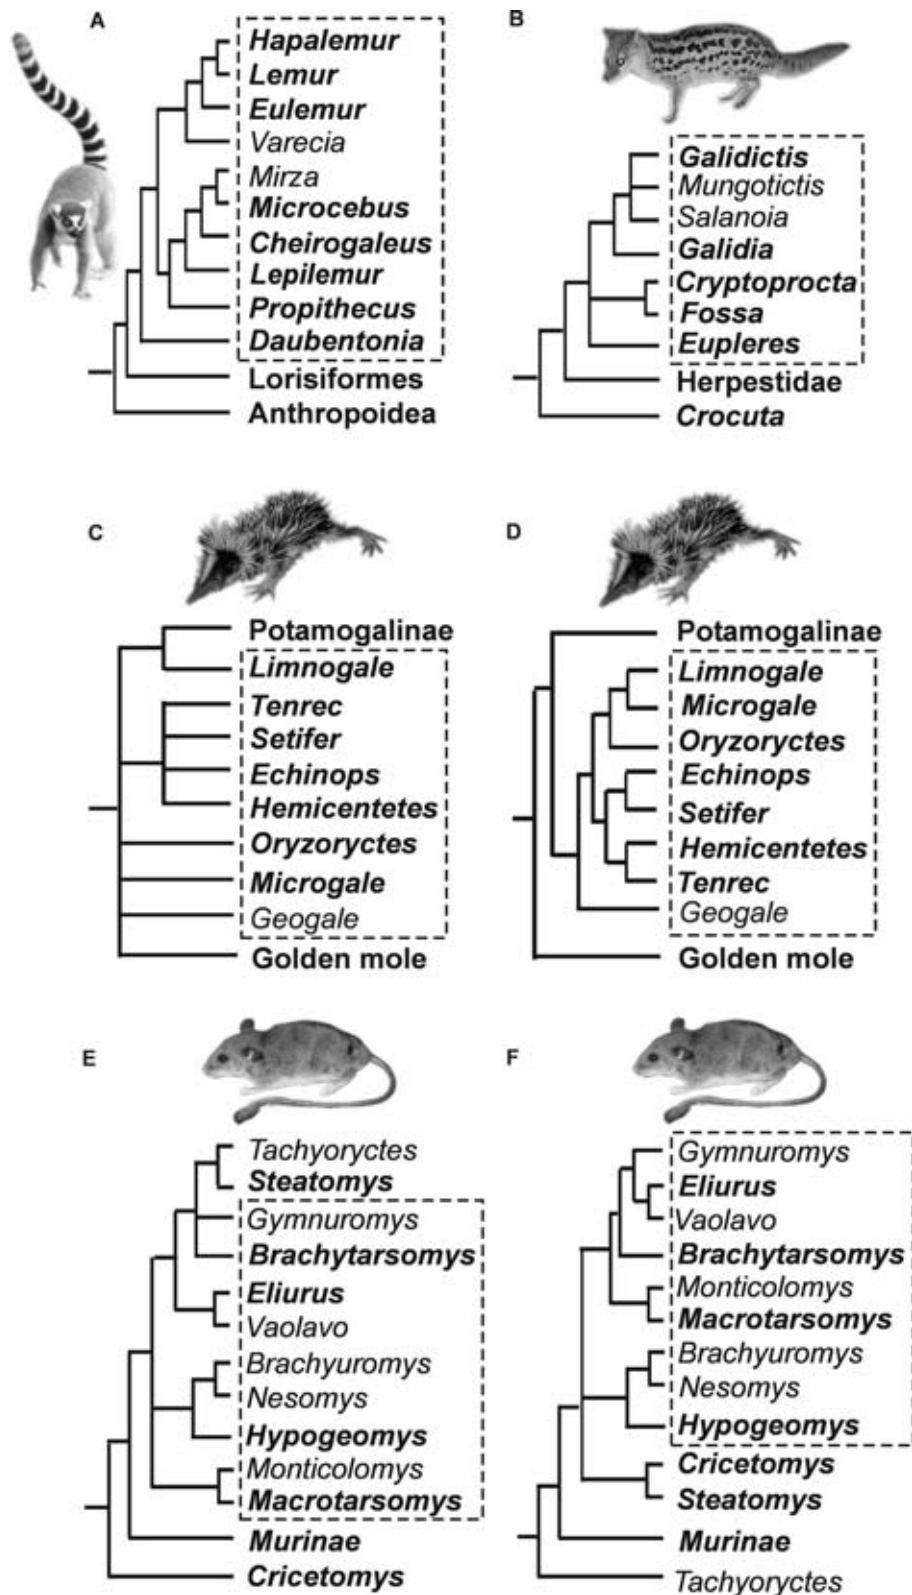 A
Hapalemur
Lemur
Eulemur
Varecia
Mirza
Microcebus
Cheirogaleus
Lepilemur
Propithecus
Daubentonia
Lorisiformes
Anthropoidea
B
Galidictis
Mungotictis
Salanoia
Galidia
Cryptoprocta
Fossa
Eupleres
Herpestidae
Crocuta
C
Potamogalinae
Limnogale
Tenrec
Setifer
Echinops
Hemicentetes
Oryzoryctes
Microgale
Geogale
Golden mole
D
Potamogalinae
Limnogale
Microgale
Oryzoryctes
Echinops
Setifer
Hemicentetes
Tenrec
Geogale
Golden mole
E
Tachyoryctes
Steatomys
Gymnuromys
Brachytarsomys
Eliurus
Vaolavo
Brachyuromys
Nesomys
Hypogeomys
Monticolomys
Macrotarsomys
Murinae
Cricetomys
F
Gymnuromys
Eliurus
Vaolavo
Brachytarsomys
Monticolomys
Macrotarsomys
Brachyuromys
Nesomys
Hypogeomys
Cricetomys
Steatomys
Murinae
Tachyoryctes